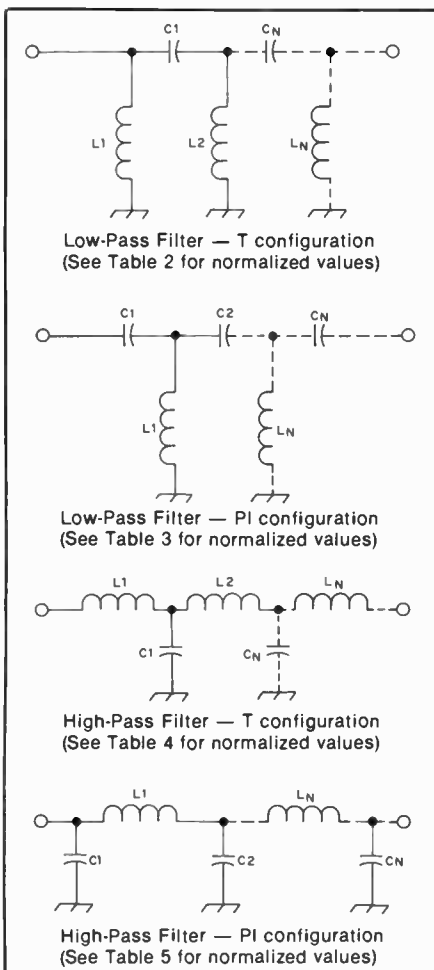 C1 CN
L1 L2 LN
Low-Pass Filter — T configuration
(See Table 2 for normalized values)
C1 C2 CN
L1 LN
Low-Pass Filter — PI configuration
(See Table 3 for normalized values)
L1 L2 LN
C1 CN
High-Pass Filter — T configuration
(See Table 4 for normalized values)
L1 LN
C1 C2 CN
High-Pass Filter — PI configuration
(See Table 5 for normalized values)